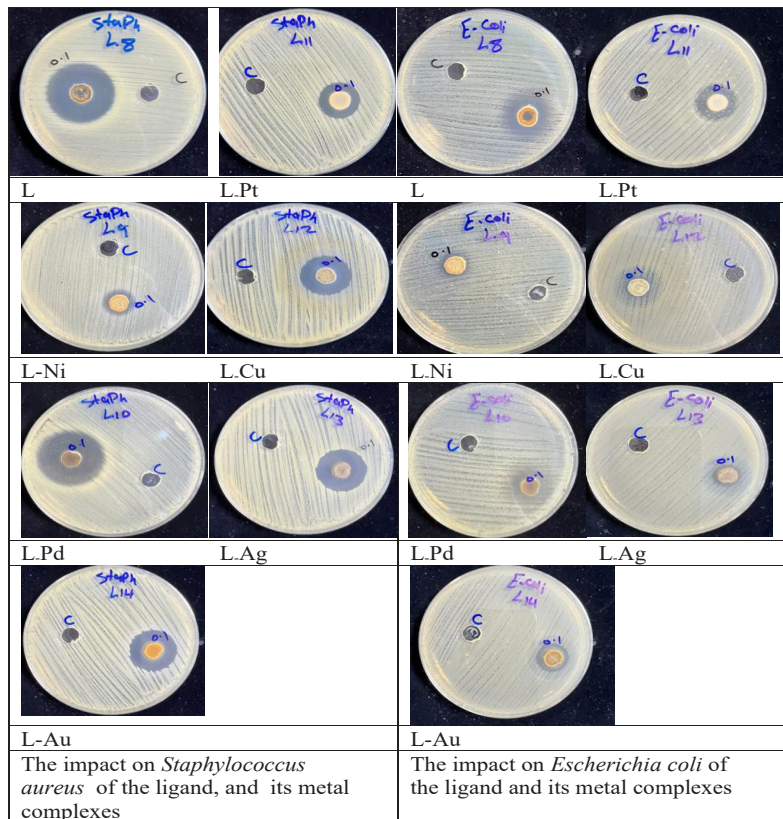 StaPh
L8
0.1
C
StaPh
L11
C
0.1
E-coli
L8
C
0.1
E-coli
L11
C
0.1
L
L-Pt
L
L-Pt
StaPh
L9
C
0.1
StaPh
L12
C
0.1
E-coli
L9
0.1
C
E-coli
L12
0.1
C
L-Ni
L-Cu
L-Ni
L-Cu
StaPh
L10
0.1
C
StaPh
L13
C
0.1
E-coli
L10
C
0.1
E-coli
L13
C
0.1
L-Pd
L-Ag
L-Pd
L-Ag
StaPh
L14
C
0.1
E-coli
L14
C
0.1
L-Au
L-Au
The impact on Staphylococcus
aureus of the ligand, and its metal
complexes
The impact on Escherichia coli of
the ligand and its metal complexes